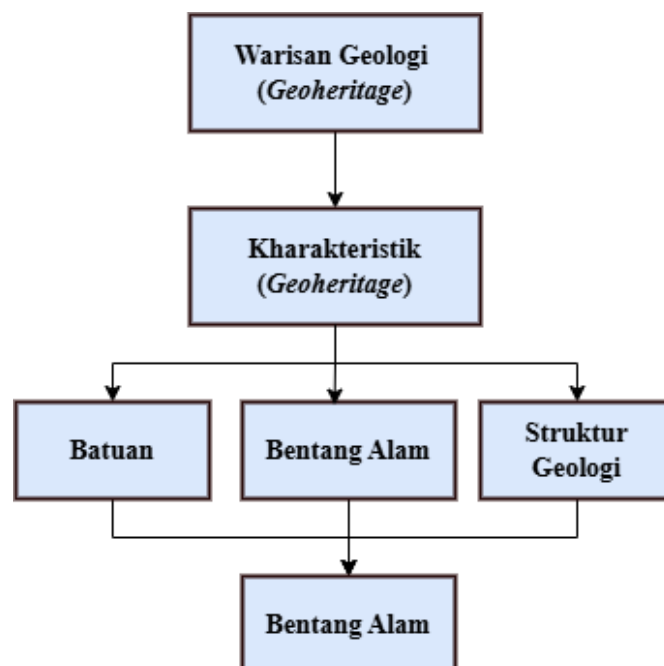 Warisan Geologi
(Geoheritage)
Kharakteristik
(Geoheritage)
Batuan
Bentang Alam
Struktur
Geologi
Bentang Alam